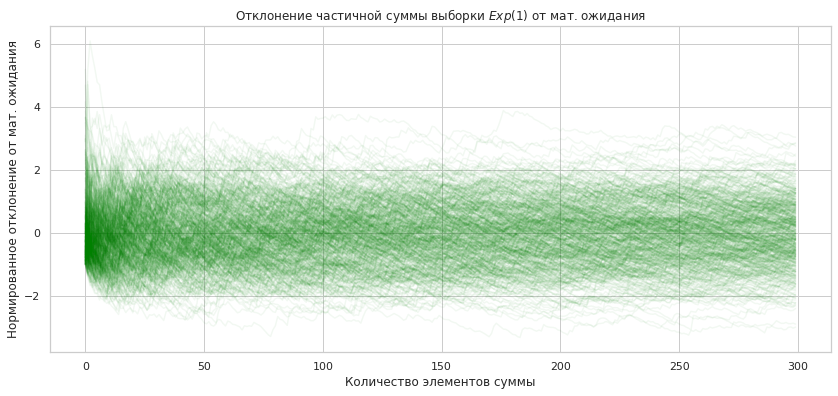 Отклонение частичной суммы выборки Exp(1) от мат. ожидания
Нормированное отклонение от мат. ожидания
6
4
2
0
−2
0 50 100 150 200 250 300
Количество элементов суммы